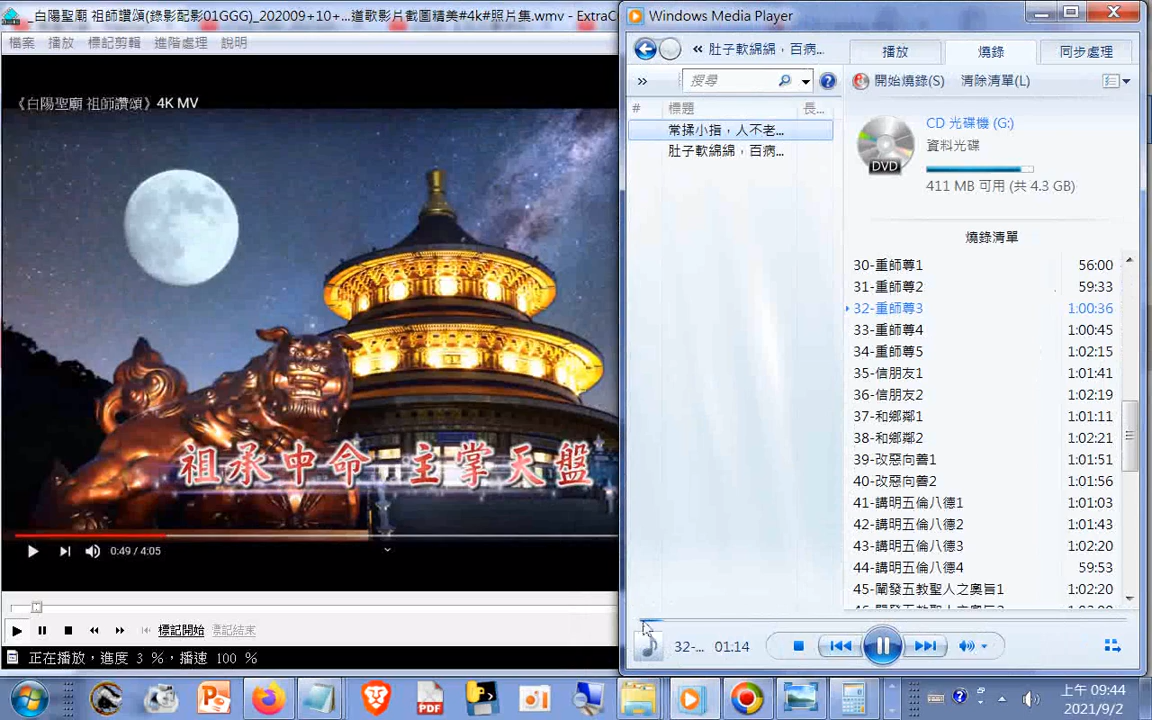 _白陽聖廟 祖師讚頌(錄影配影01GGG)_202009+10+...道歌影片截圖精美#4k#照片集.wmv - ExtraC
檔案 播放 標記剪輯 進階處理 說明
《白陽聖廟 祖師讚頌》4K MV
祖承中命 主掌天盤
0:49 / 4:05
標記開始 標記結束
正在播放，進度 3 %，播速 100 %
Windows Media Player
« 肚子軟綿綿，百病...
播放 燒錄 同步處理
» 搜尋
開始燒錄(S) 清除清單(L)
# 標題 長...
常揉小指，人不老...
肚子軟綿綿，百病...
CD 光碟機 (G:)
資料光碟
DVD
411 MB 可用 (共 4.3 GB)
燒錄清單
30-重師尊1 56:00
31-重師尊2 59:33
32-重師尊3 1:00:36
33-重師尊4 1:00:45
34-重師尊5 1:02:15
35-信朋友1 1:01:41
36-信朋友2 1:02:19
37-和鄉鄰1 1:01:11
38-和鄉鄰2 1:02:21
39-改惡向善1 1:01:51
40-改惡向善2 1:01:56
41-講明五倫八德1 1:01:03
42-講明五倫八德2 1:01:43
43-講明五倫八德3 1:02:20
44-講明五倫八德4 59:53
45-闡發五教聖人之奧旨1 1:02:20
32-... 01:14
PDF
上午 09:44
2021/9/2